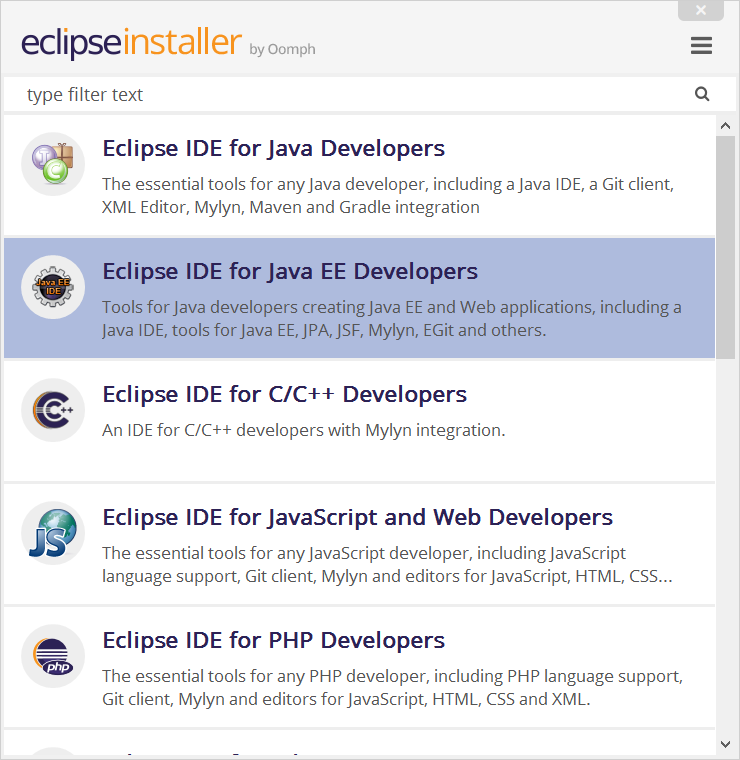 eclipseinstaller by Oomph
type filter text
Eclipse IDE for Java Developers
The essential tools for any Java developer, including a Java IDE, a Git client,
XML Editor, Mylyn, Maven and Gradle integration
Java EE
IDE
Eclipse IDE for Java EE Developers
Tools for Java developers creating Java EE and Web applications, including a
Java IDE, tools for Java EE, JPA, JSF, Mylyn, EGit and others.
C++
Eclipse IDE for C/C++ Developers
An IDE for C/C++ developers with Mylyn integration.
JS
Eclipse IDE for JavaScript and Web Developers
The essential tools for any JavaScript developer, including JavaScript
language support, Git client, Mylyn and editors for JavaScript, HTML, CSS...
php
Eclipse IDE for PHP Developers
The essential tools for any PHP developer, including PHP language support,
Git client, Mylyn and editors for JavaScript, HTML, CSS and XML.